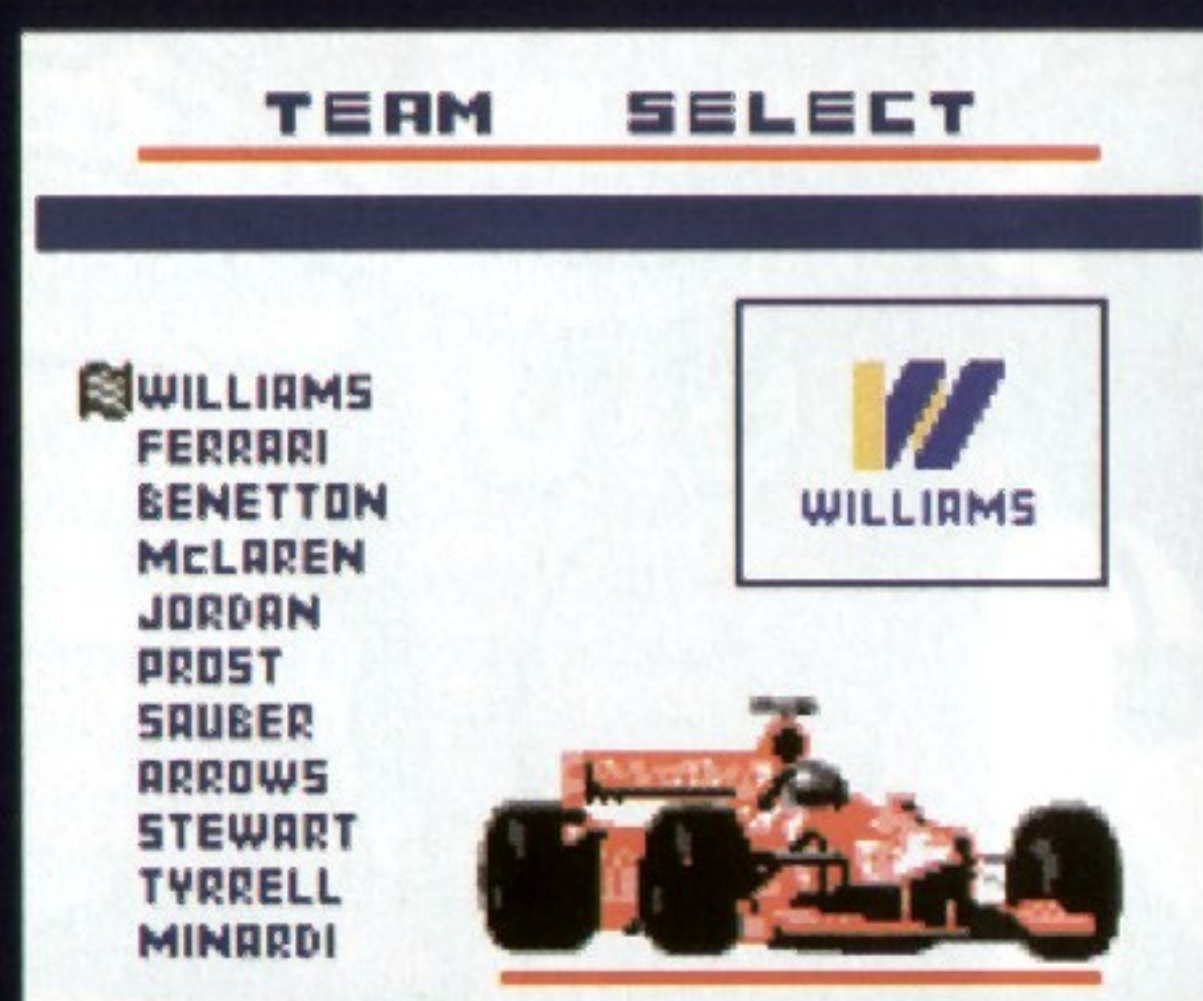 TEAM SELECT
WILLIAMS
FERRARI
BENETTON
McLAREN
JORDAN
PROST
SAUBER
ARROWS
STEWART
TYRRELL
MINARDI
W
WILLIAMS